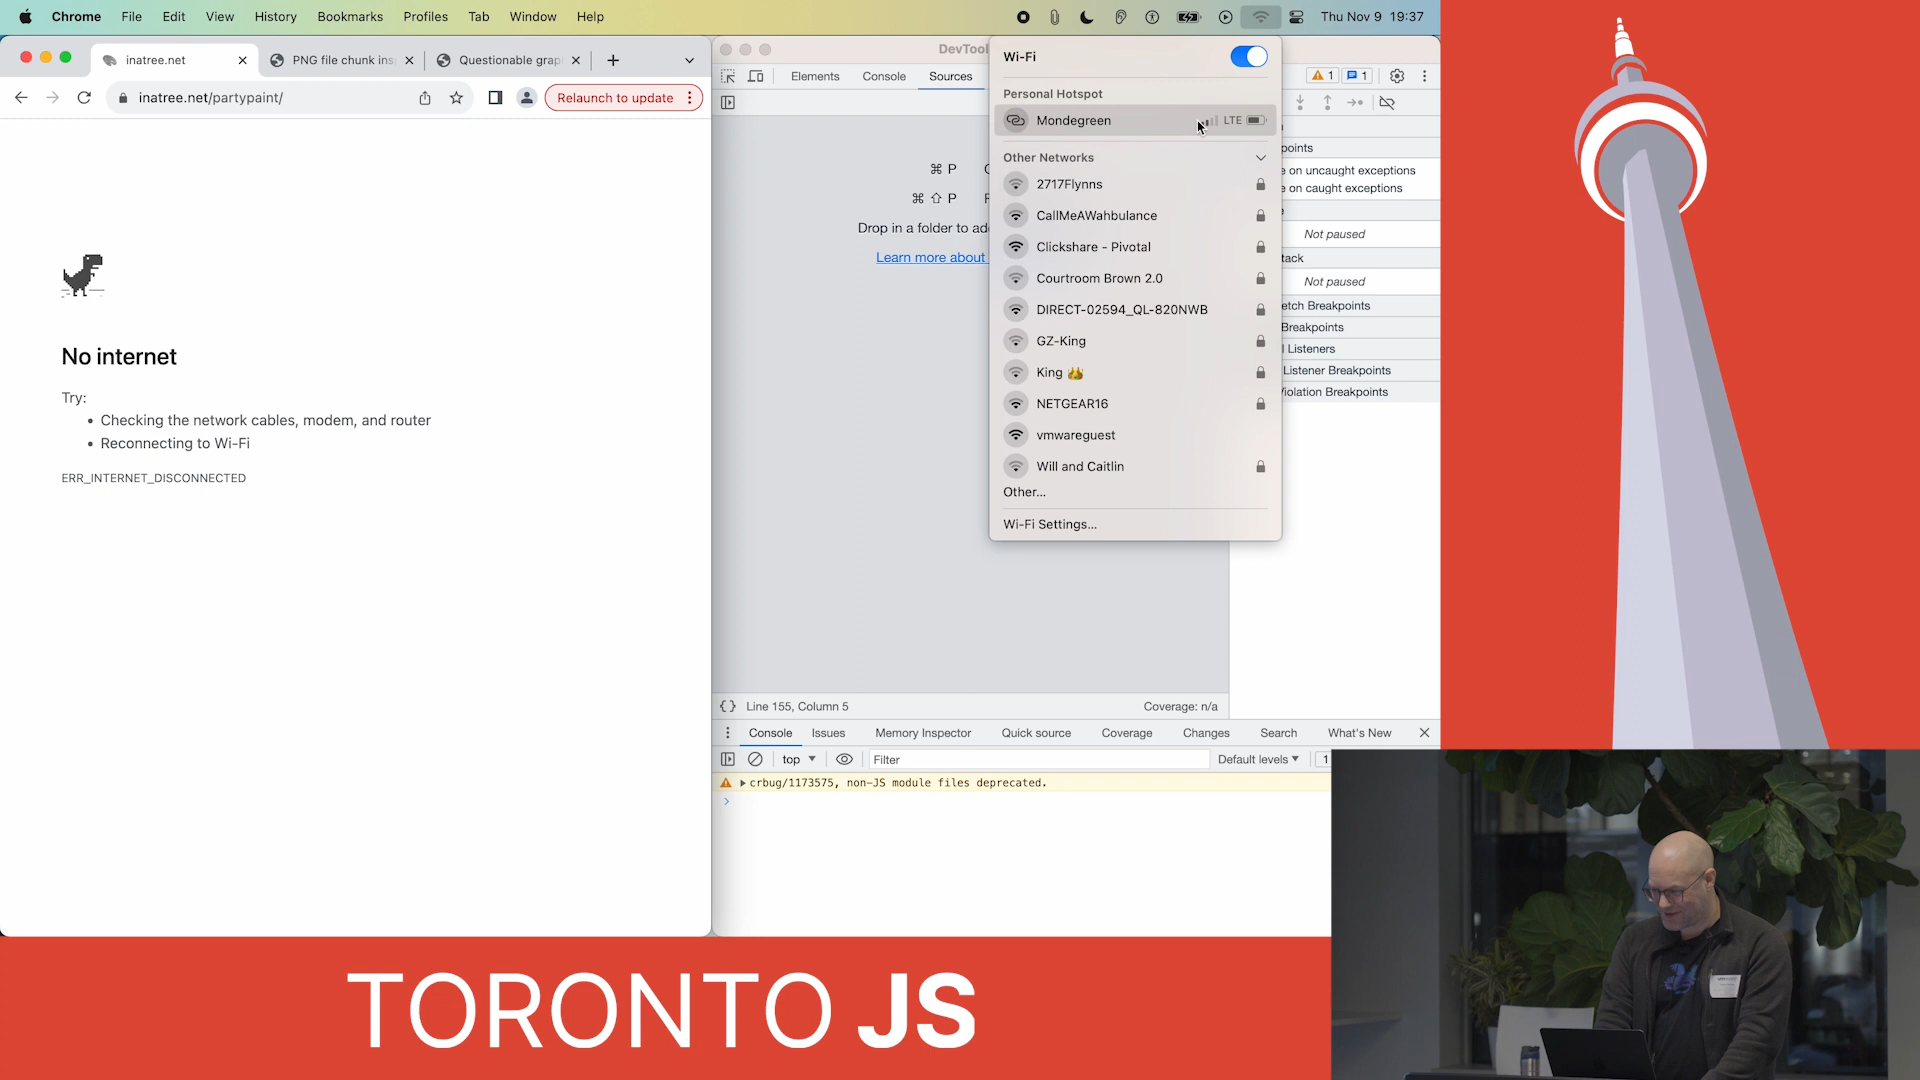 Chrome File Edit View History Bookmarks Profiles Tab Window Help
Thu Nov 9 19:37
inatree.net
PNG file chunk ins
Questionable grap
inatree.net/partypaint/
Relaunch to update
No internet
Try:
• Checking the network cables, modem, and router
• Reconnecting to Wi-Fi
ERR_INTERNET_DISCONNECTED
DevTool
Elements Console Sources
1 1
⌘ P
⌘ ⇧ P
Drop in a folder to ad
Learn more about
Wi-Fi
Personal Hotspot
Mondegreen LTE
Other Networks
2717Flynns
CallMeAWahbulance
Clickshare - Pivotal
Courtroom Brown 2.0
DIRECT-02594_QL-820NWB
GZ-King
King
NETGEAR16
vmwareguest
Will and Caitlin
Other...
Wi-Fi Settings...
points
e on uncaught exceptions
e on caught exceptions
Not paused
tack
Not paused
etch Breakpoints
Breakpoints
l Listeners
Listener Breakpoints
iolation Breakpoints
{} Line 155, Column 5
Coverage: n/a
Console Issues Memory Inspector Quick source Coverage Changes Search What's New
top Filter Default levels 1
crbug/1173575, non-JS module files deprecated.
TORONTO JS